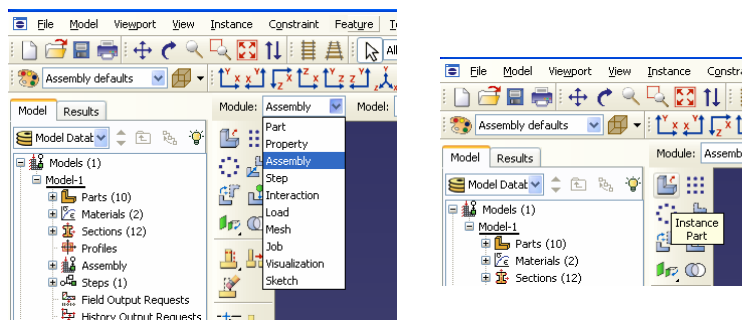 File Model Viewport View Instance Constraint Feature
All
Assembly defaults
Model Results
Module: Assembly Model:
Model Datab
Part
Property
Assembly
Step
Interaction
Load
Mesh
Job
Visualization
Sketch
Models (1)
Model-1
Parts (10)
Materials (2)
Sections (12)
Profiles
Assembly
Steps (1)
Field Output Requests
History Output Requests
File Model Viewport View Instance Constra
Assembly defaults
Model Results
Module: Assemb
Model Datab
Instance
Part
Models (1)
Model-1
Parts (10)
Materials (2)
Sections (12)